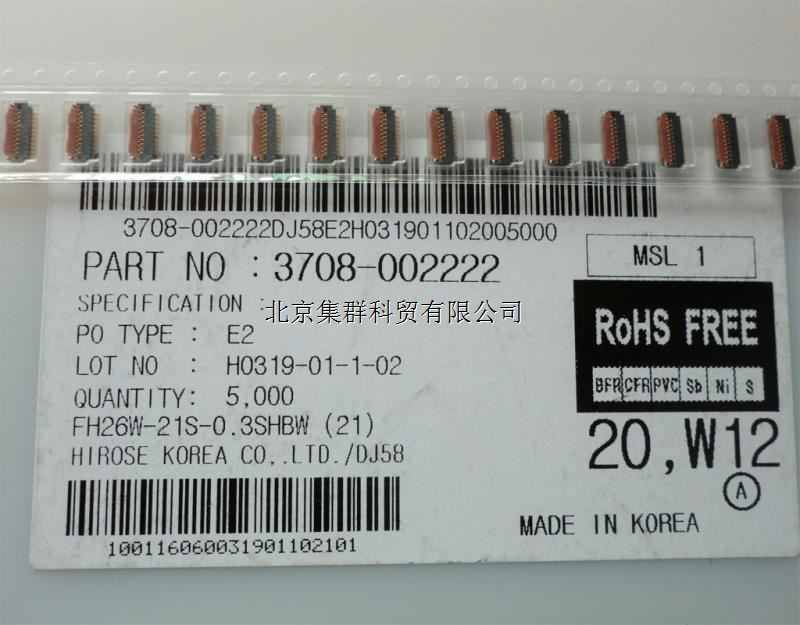 3708-002222DJ58E2H031901102005000
PART NO : 3708-002222
MSL 1
SPECIFICATION :
北京集群科贸有限公司
PO TYPE : E2
RoHS FREE
LOT NO : H0319-01-1-02
BFR CFR PVC Sb Ni S
QUANTITY: 5,000
FH26W-21S-0.3SHBW (21)
20,W12
HIROSE KOREA CO,.LTD./DJ58
A
MADE IN KOREA
100116060031901102101